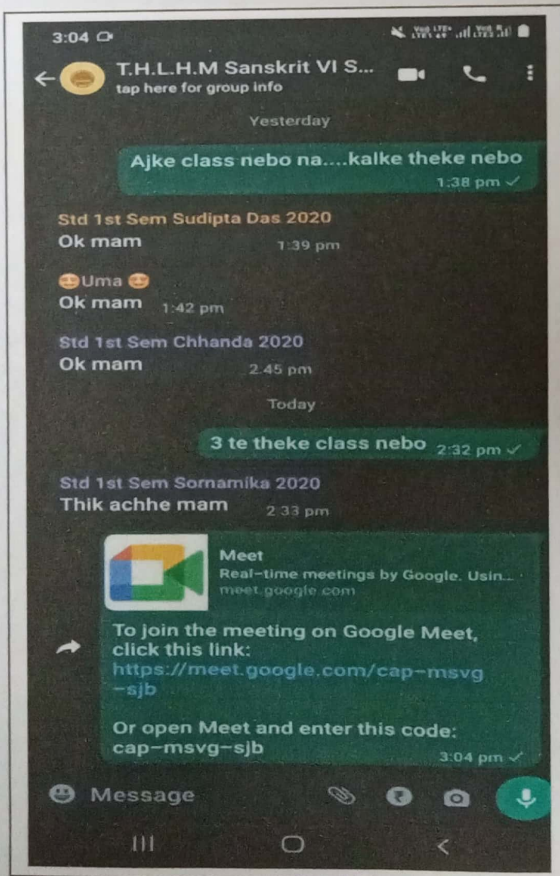 3:04
T.H.L.H.M Sanskrit VI S...
tap here for group info
Yesterday
Ajke class nebo na....kalke theke nebo
1:38 pm
Std 1st Sem Sudipta Das 2020
Ok mam 1:39 pm
Uma
Ok mam 1:42 pm
Std 1st Sem Chhanda 2020
Ok mam 2:45 pm
Today
3 te theke class nebo 2:32 pm
Std 1st Sem Sornamika 2020
Thik achhe mam 2:33 pm
Meet
Real-time meetings by Google. Usin...
meet.google.com
To join the meeting on Google Meet,
click this link:
https://meet.google.com/cap-msvg
-sjb
Or open Meet and enter this code:
cap-msvg-sjb
3:04 pm
Message